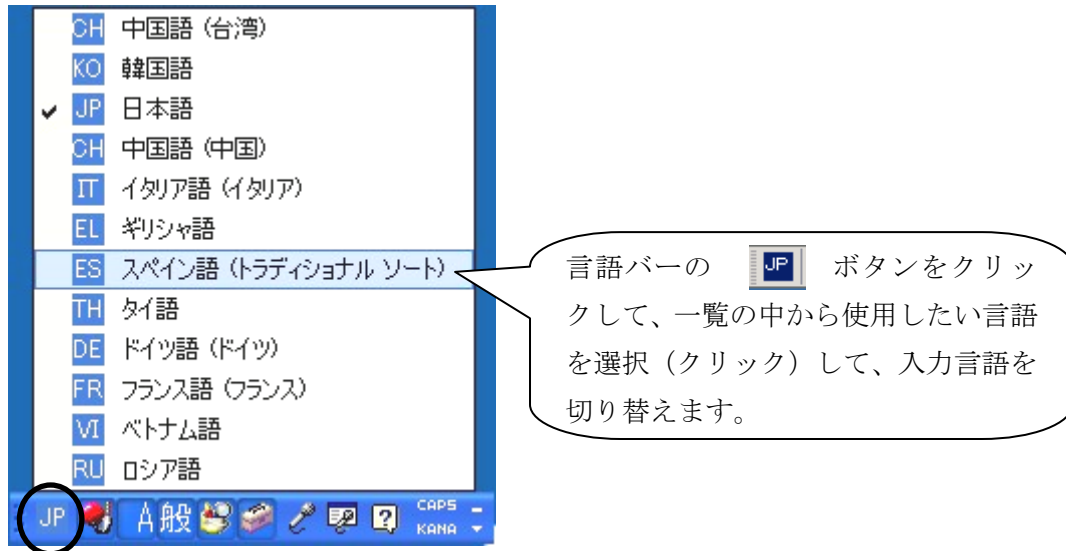 CH 中国語 (台湾)
KO 韓国語
JP 日本語
CH 中国語 (中国)
IT イタリア語 (イタリア)
EL ギリシャ語
ES スペイン語 (トラディショナル ソート)
TH タイ語
DE ドイツ語 (ドイツ)
FR フランス語 (フランス)
VI ベトナム語
RU ロシア語
JP A 般 CAPS
KANA
言語バーの JP ボタンをクリッ
クして、一覧の中から使用したい言語
を選択（クリック）して、入力言語を
切り替えます。